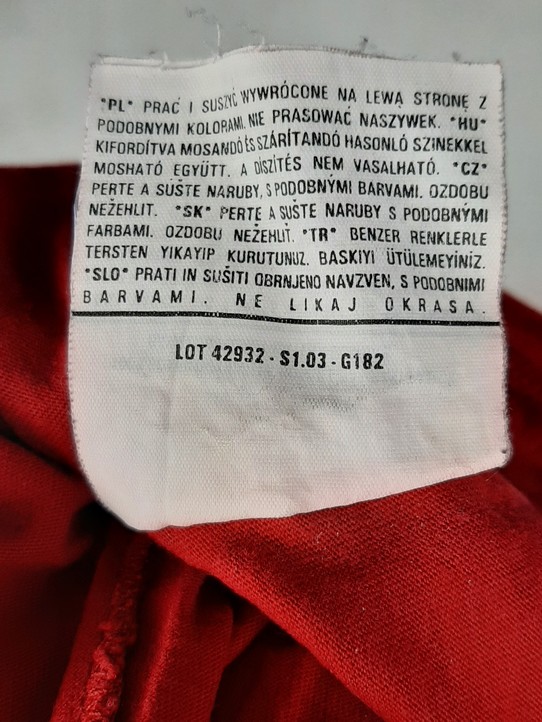 *PL* PRAĆ I SUSZYĆ WYWRÓCONE NA LEWĄ STRONĘ Z
PODOBNYMI KOLORAMI. NIE PRASOWAĆ NASZYWEK. *HU*
KIFORDÍTVA MOSANDÓ ÉS SZÁRÍTANDÓ HASONLÓ SZINEKKEL
MOSHATÓ EGYÜTT. A DÍSZÍTÉS NEM VASALHATÓ. *CZ*
PERTE A SUŠTE NARUBY, S PODOBNÝMI BARVAMI. OZDOBU
NEŽEHLIT. *SK* PERTE A SUŠTE NARUBY S PODOBNÝMI
FARBAMI. OZDOBU NEŽEHLIŤ. *TR* BENZER RENKLERLE
TERSTEN YIKAYIP KURUTUNUZ. BASKIYI ÜTÜLEMEYİNİZ.
*SLO* PRATI IN SUŠITI OBRNJENO NAVZVEN, S PODOBNIMI
BARVAMI. NE LIKAJ OKRASA.
LOT 42932 - S1.03 - G182